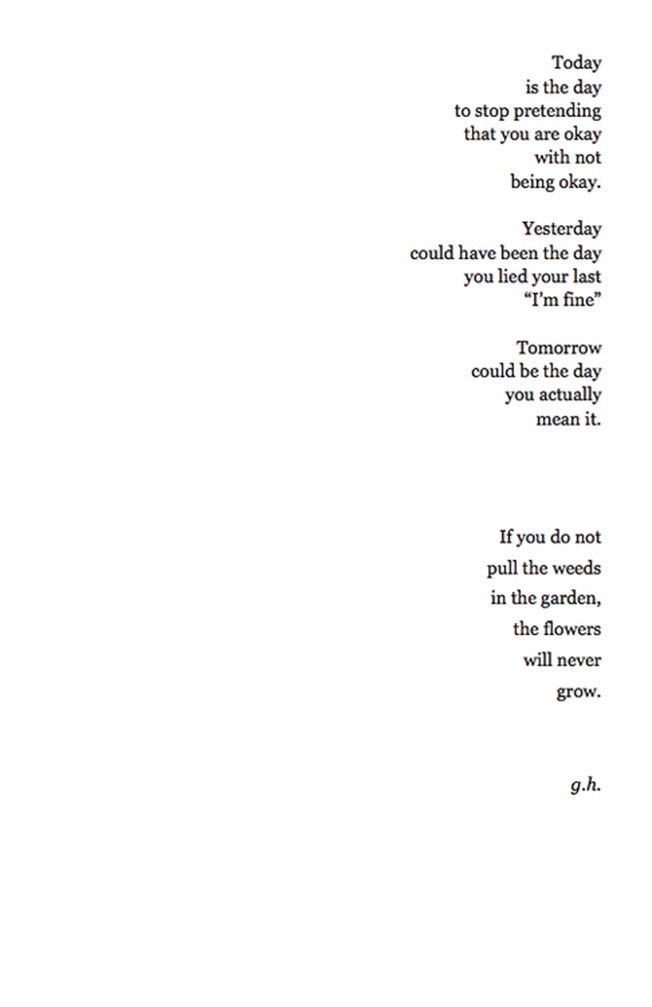 Today
is the day
to stop pretending
that you are okay
with not
being okay.
Yesterday
could have been the day
you lied your last
“I’m fine”
Tomorrow
could be the day
you actually
mean it.
If you do not
pull the weeds
in the garden,
the flowers
will never
grow.
g.h.